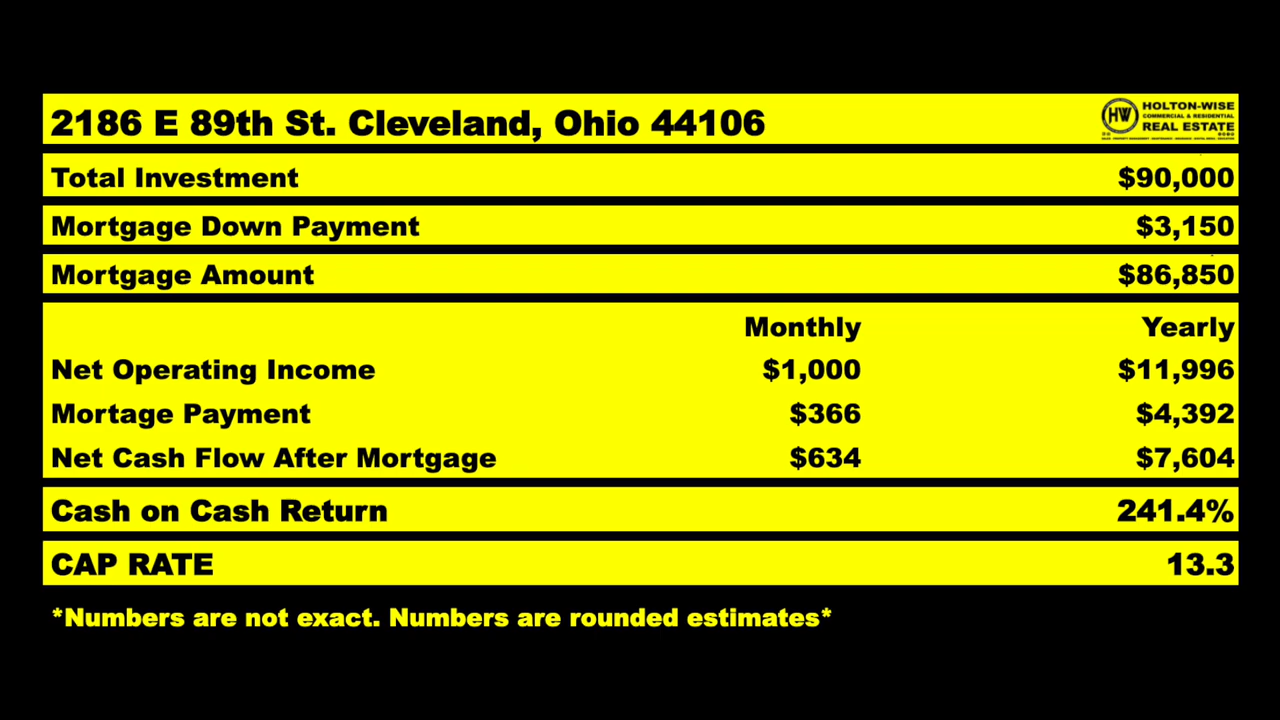 2186 E 89th St. Cleveland, Ohio 44106
HW
HOLTON-WISE
COMMERCIAL & RESIDENTIAL
REAL ESTATE
Total Investment $90,000
Mortgage Down Payment $3,150
Mortgage Amount $86,850
Monthly Yearly
Net Operating Income $1,000 $11,996
Mortage Payment $366 $4,392
Net Cash Flow After Mortgage $634 $7,604
Cash on Cash Return 241.4%
CAP RATE 13.3
*Numbers are not exact. Numbers are rounded estimates*